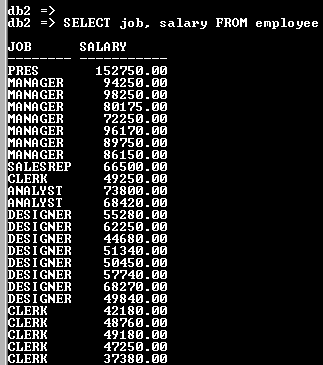 db2 =>
db2 => SELECT job, salary FROM employee
JOB SALARY
-------- -----------
PRES 152750.00
MANAGER 94250.00
MANAGER 98250.00
MANAGER 80175.00
MANAGER 72250.00
MANAGER 96170.00
MANAGER 89750.00
MANAGER 86150.00
SALESREP 66500.00
CLERK 49250.00
ANALYST 73800.00
ANALYST 68420.00
DESIGNER 55280.00
DESIGNER 62250.00
DESIGNER 44680.00
DESIGNER 51340.00
DESIGNER 50450.00
DESIGNER 57740.00
DESIGNER 68270.00
DESIGNER 49840.00
CLERK 42180.00
CLERK 48760.00
CLERK 49180.00
CLERK 47250.00
CLERK 37380.00